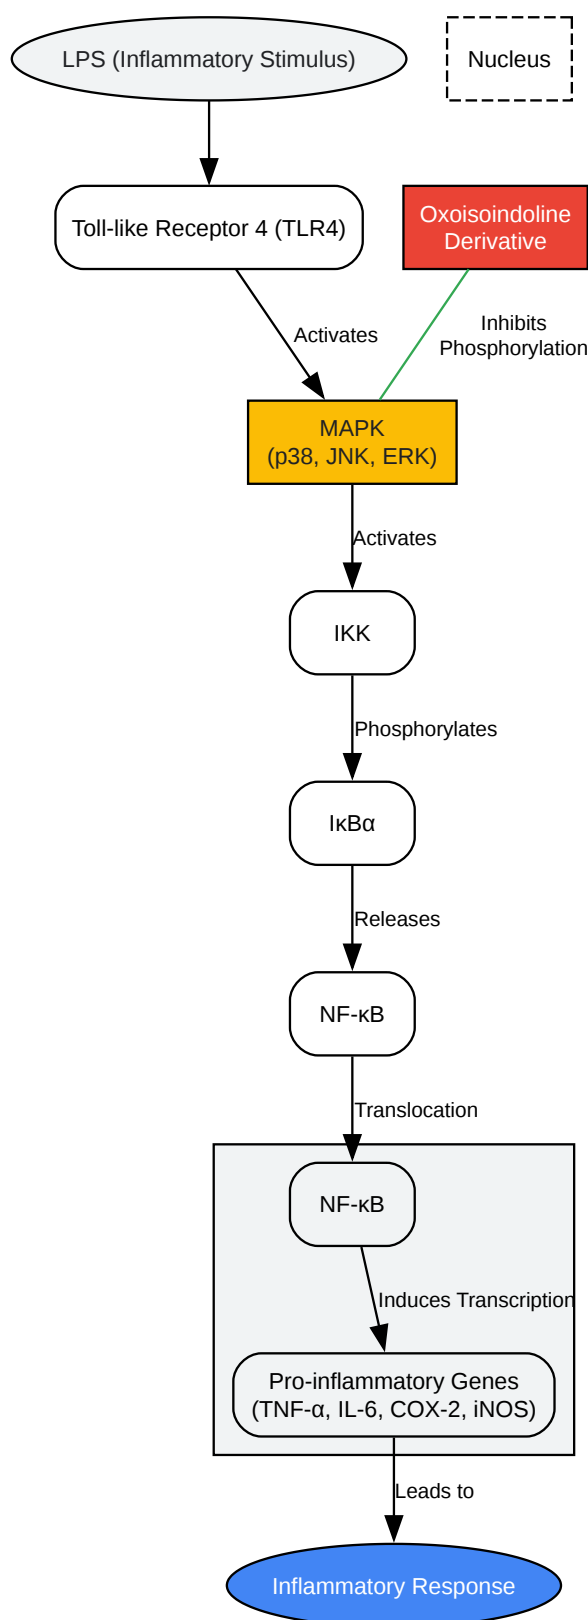 LPS (Inflammatory Stimulus)
Nucleus
Toll-like Receptor 4 (TLR4)
Oxoisoindoline
Derivative
Activates
Inhibits
Phosphorylation
MAPK
(p38, JNK, ERK)
Activates
IKK
Phosphorylates
IκBα
Releases
NF-κB
Translocation
NF-κB
Induces Transcription
Pro-inflammatory Genes
(TNF-α, IL-6, COX-2, iNOS)
Leads to
Inflammatory Response